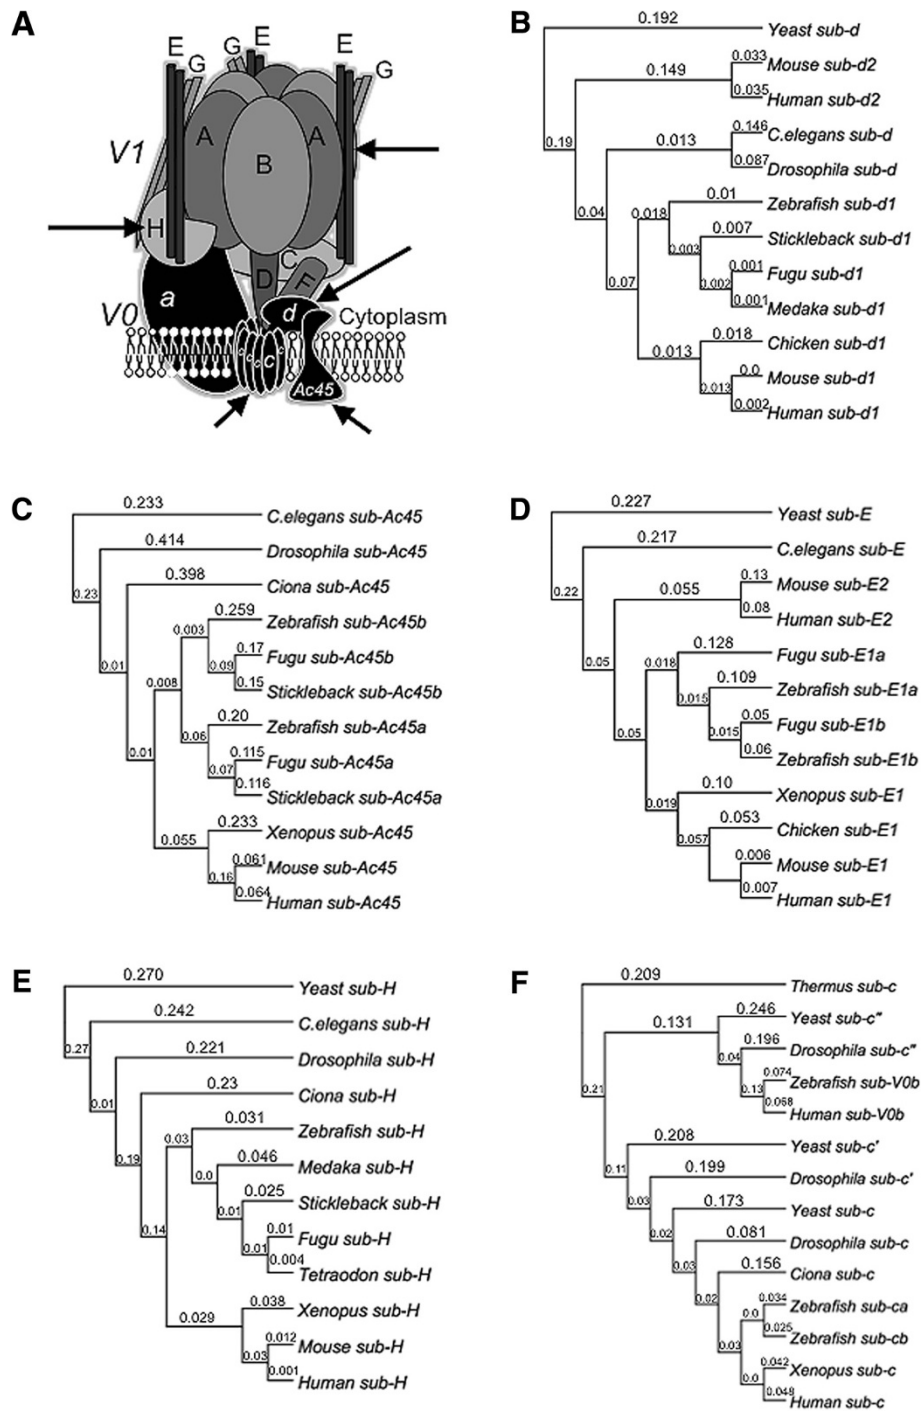 A
E
G
G
E
E
G
V1
A
A
B
H
C
D
F
a
V0
d
Cytoplasm
c
c
c
c
Ac45
B
0.192
Yeast sub-d
0.033
Mouse sub-d2
0.149
0.035
Human sub-d2
0.146
C.elegans sub-d
0.19
0.013
0.087
Drosophila sub-d
0.01
Zebrafish sub-d1
0.04
0.018
0.007
Stickleback sub-d1
0.003
0.001
Fugu sub-d1
0.002
0.07
0.001
Medaka sub-d1
0.018
Chicken sub-d1
0.013
0.0
Mouse sub-d1
0.013
0.002
Human sub-d1
C
0.233
C.elegans sub-Ac45
0.414
Drosophila sub-Ac45
0.398
Ciona sub-Ac45
0.23
0.259
Zebrafish sub-Ac45b
0.003
0.17
Fugu sub-Ac45b
0.01
0.09
0.008
0.15
Stickleback sub-Ac45b
0.20
Zebrafish sub-Ac45a
0.06
0.01
0.115
Fugu sub-Ac45a
0.07
0.116
Stickleback sub-Ac45a
0.233
Xenopus sub-Ac45
0.055
0.061
Mouse sub-Ac45
0.16
0.064
Human sub-Ac45
D
0.227
Yeast sub-E
0.217
C.elegans sub-E
0.13
Mouse sub-E2
0.22
0.055
0.08
Human sub-E2
0.128
Fugu sub-E1a
0.05
0.018
0.109
Zebrafish sub-E1a
0.015
0.05
Fugu sub-E1b
0.05
0.015
0.06
Zebrafish sub-E1b
0.10
Xenopus sub-E1
0.019
0.053
Chicken sub-E1
0.057
0.006
Mouse sub-E1
0.007
Human sub-E1
E
0.270
Yeast sub-H
0.242
C.elegans sub-H
0.27
0.221
Drosophila sub-H
0.23
Ciona sub-H
0.01
0.031
Zebrafish sub-H
0.03
0.046
Medaka sub-H
0.19
0.0
0.025
Stickleback sub-H
0.01
0.01
Fugu sub-H
0.14
0.01
0.004
Tetraodon sub-H
0.038
Xenopus sub-H
0.029
0.012
Mouse sub-H
0.03
0.001
Human sub-H
F
0.209
Thermus sub-c
0.246
Yeast sub-c"
0.131
0.196
Drosophila sub-c"
0.04
0.074
Zebrafish sub-V0b
0.21
0.13
0.068
Human sub-V0b
0.208
Yeast sub-c'
0.11
0.199
Drosophila sub-c'
0.03
0.173
Yeast sub-c
0.02
0.081
Drosophila sub-c
0.03
0.156
Ciona sub-c
0.02
0.034
Zebrafish sub-ca
0.0
0.025
Zebrafish sub-cb
0.03
0.042
Xenopus sub-c
0.0
0.048
Human sub-c